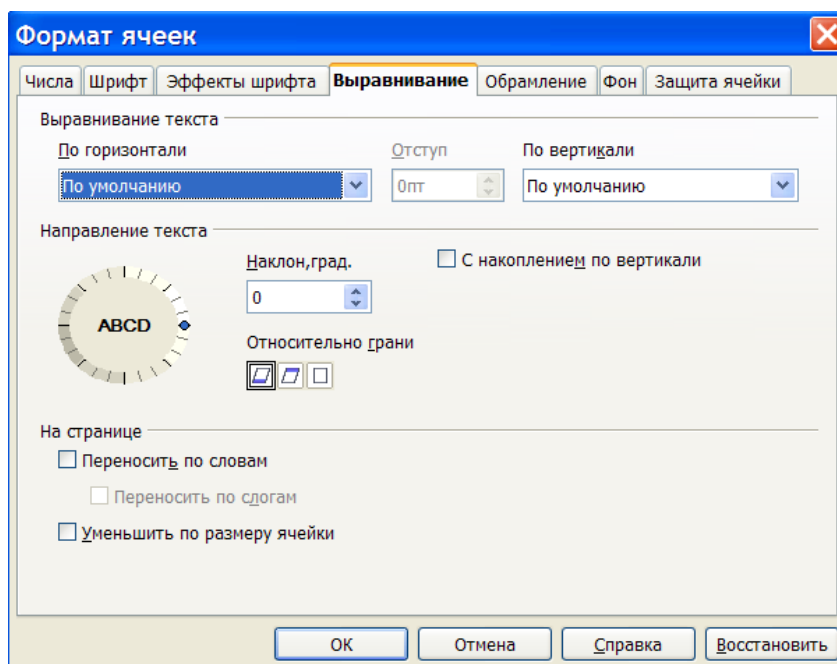 Формат ячеек
Числа Шрифт Эффекты шрифта Выравнивание Обрамление Фон Защита ячейки
Выравнивание текста
По горизонтали Отступ По вертикали
По умолчанию 0пт По умолчанию
Направление текста
Наклон,град. С накоплением по вертикали
0
ABCD
Относительно грани
На странице
Переносить по словам
Переносить по слогам
Уменьшить по размеру ячейки
ОК Отмена Справка Восстановить